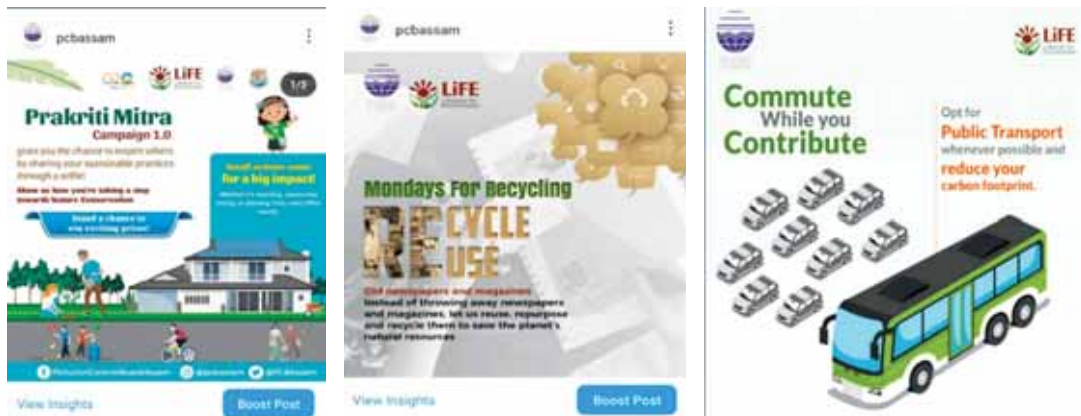 pcbassam
LiFE
1/2
Prakriti Mitra
Campaign 1.0
gives you the chance to inspire others
by sharing your sustainable practices
through a selfie!
Show us how you're taking a step
towards Nature Conservation
Stand a chance to
win exciting prizes!
Small actions count
for a big impact!
View Insights
Boost Post
pcbassam
LiFE
Mondays For Recycling
RECYCLE
REUSE
Old newspapers and magazines
Instead of throwing away newspapers
and magazines, let us reuse, repurpose
and recycle them to save the planet's
natural resources
View Insights
Boost Post
LiFE
Commute
While you
Contribute
Opt for
Public Transport
whenever possible and
reduce your
carbon footprint.